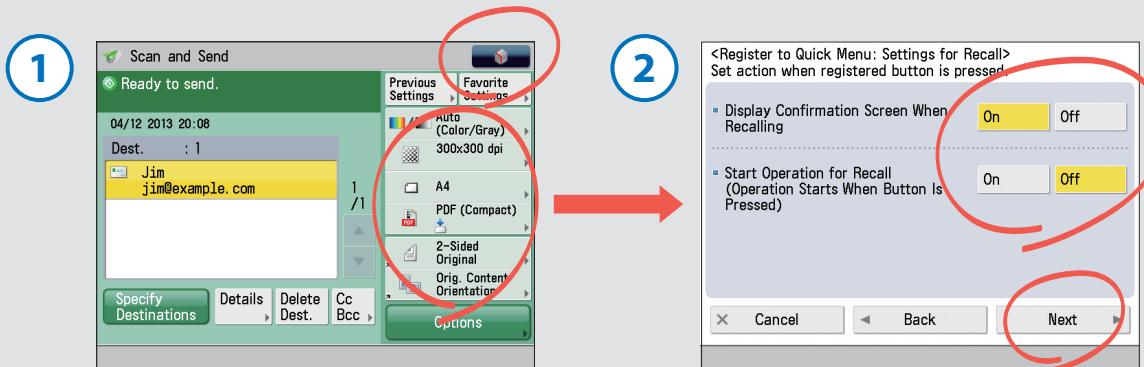 1
Scan and Send
Ready to send.
04/12 2013 20:08
Dest. : 1
Jim
jim@example.com
1
/1
Specify
Destinations
Details
Delete
Dest.
Cc
Bcc
Previous
Settings
Favorite
Settings
Auto
(Color/Gray)
300x300 dpi
A4
PDF
PDF (Compact)
2-Sided
Original
Orig. Content
Orientation
Options
2
<Register to Quick Menu: Settings for Recall>
Set action when registered button is pressed.
Display Confirmation Screen When
Recalling
On Off
Start Operation for Recall
(Operation Starts When Button Is
Pressed)
On Off
Cancel
Back
Next